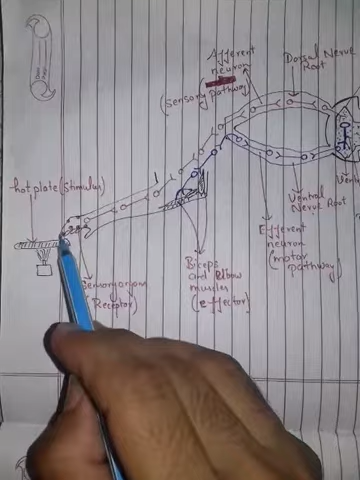 Afferent
neuron
(sensory pathway)
Dorsal Nerve
Root
hot plate (stimulus)
Ventral
Nerve Root
Efferent
neuron
(motor
pathway)
Biceps
and Elbow
muscles
(effector)
Sensory organ
(Receptor)